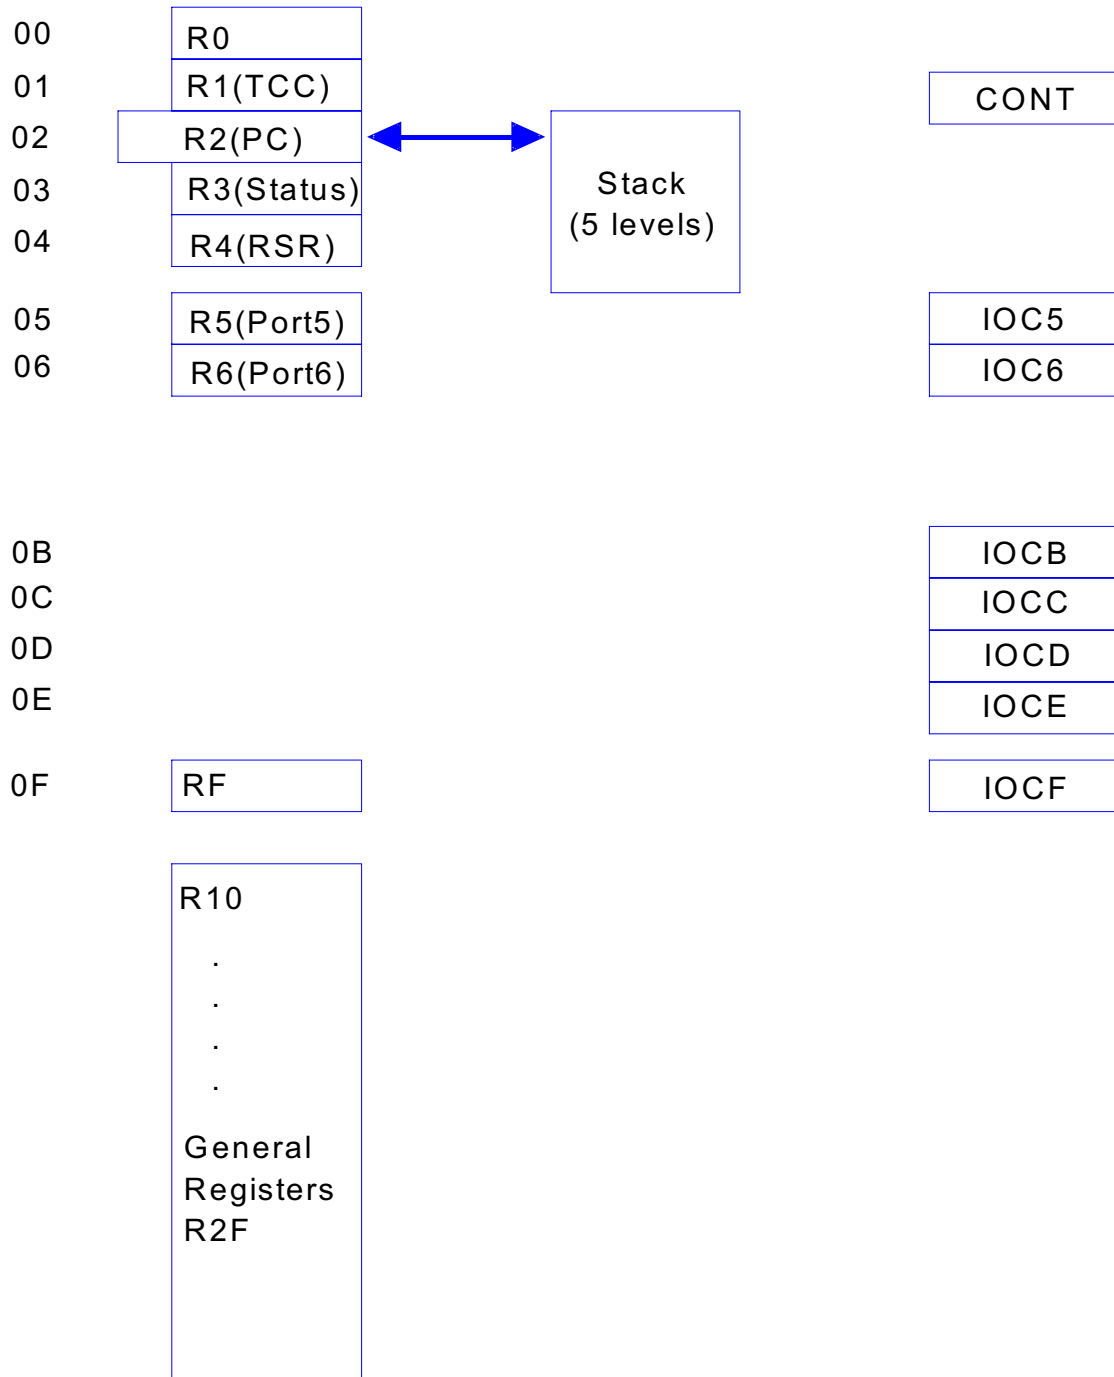 00
R0
01
R1(TCC)
CONT
02
R2(PC)
03
R3(Status)
Stack
(5 levels)
04
R4(RSR)
05
R5(Port5)
IOC5
06
R6(Port6)
IOC6
0B
IOCB
0C
IOCC
0D
IOCD
0E
IOCE
0F
RF
IOCF
R10
.
.
.
.
General
Registers
R2F